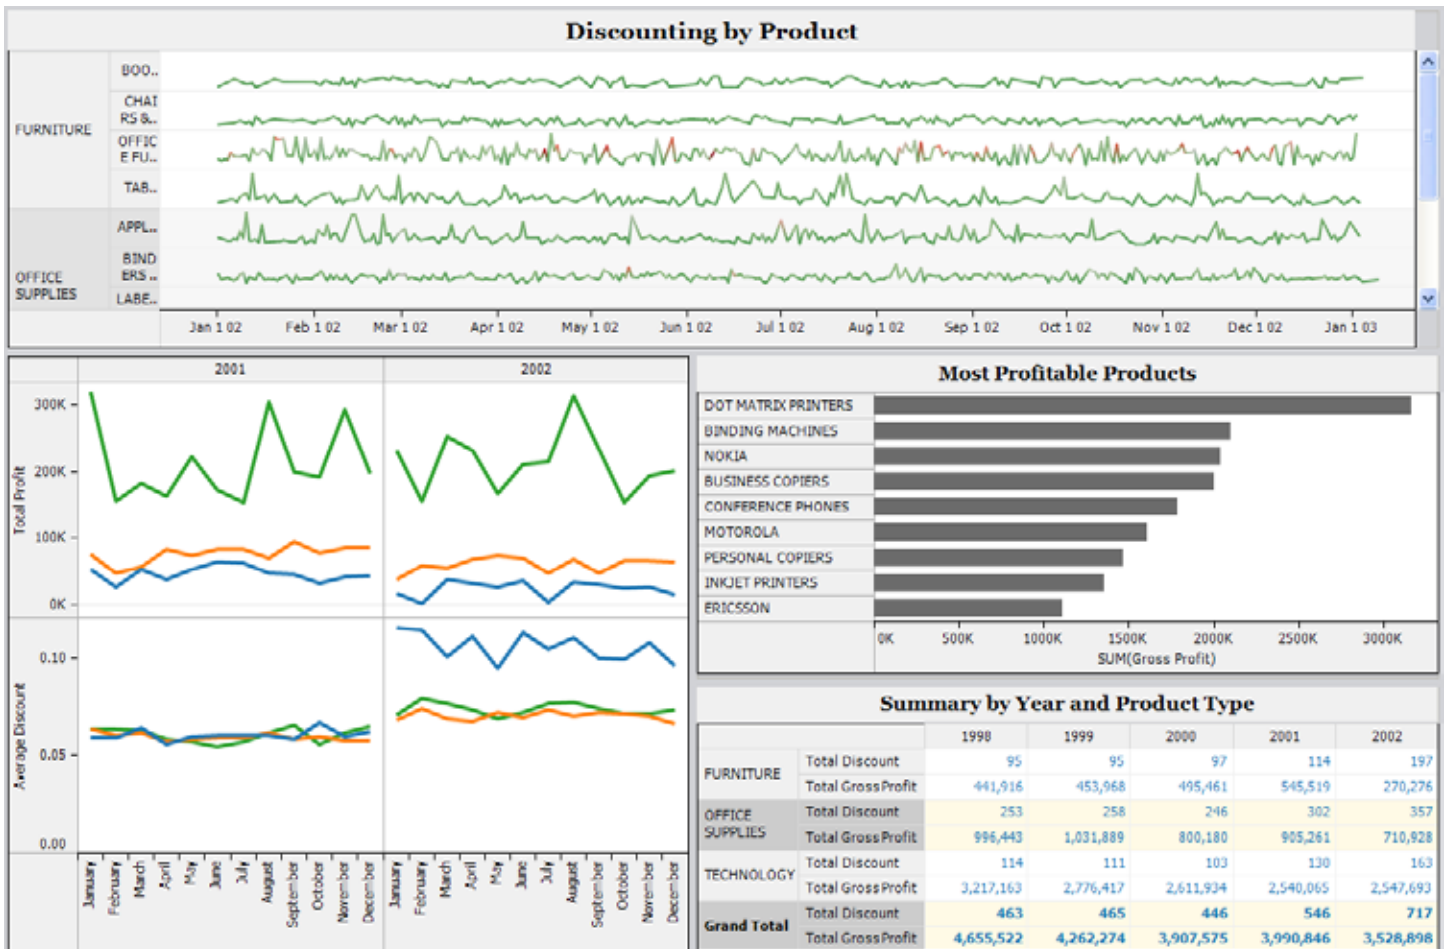 Discounting by Product
FURNITURE
BOO..
CHAI
RS &..
OFFIC
E FU..
TAB..
OFFICE
SUPPLIES
APPL..
BIND
ERS ..
LABE..
Jan 1 02 Feb 1 02 Mar 1 02 Apr 1 02 May 1 02 Jun 1 02 Jul 1 02 Aug 1 02 Sep 1 02 Oct 1 02 Nov 1 02 Dec 1 02 Jan 1 03
2001 2002
Total Profit
300K
200K
100K
0K
Average Discount
0.10
0.05
0.00
January February March April May June July August September October November December January February March April May June July August September October November December
Most Profitable Products
DOT MATRIX PRINTERS
BINDING MACHINES
NOKIA
BUSINESS COPIERS
CONFERENCE PHONES
MOTOROLA
PERSONAL COPIERS
INKJET PRINTERS
ERICSSON
0K 500K 1000K 1500K 2000K 2500K 3000K
SUM(Gross Profit)
Summary by Year and Product Type
1998 1999 2000 2001 2002
FURNITURE
Total Discount 95 95 97 114 197
Total GrossProfit 441,916 453,968 495,461 545,519 270,276
OFFICE
SUPPLIES
Total Discount 253 258 246 302 357
Total GrossProfit 996,443 1,031,889 800,180 905,261 710,928
TECHNOLOGY
Total Discount 114 111 103 130 163
Total GrossProfit 3,217,163 2,776,417 2,611,934 2,540,065 2,547,693
Grand Total
Total Discount 463 465 446 546 717
Total GrossProfit 4,655,522 4,262,274 3,907,575 3,990,846 3,528,898